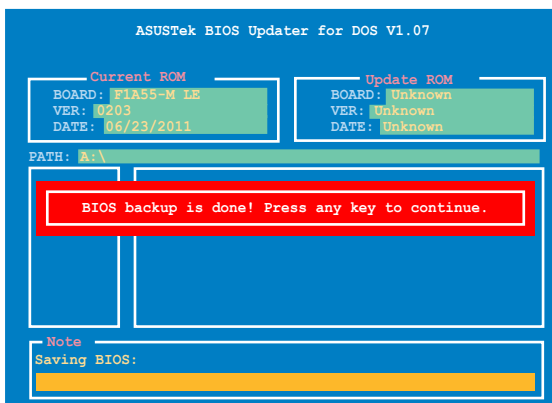 ASUSTek BIOS Updater for DOS V1.07
Current ROM
BOARD: F1A55-M LE
VER: 0203
DATE: 06/23/2011
Update ROM
BOARD: Unknown
VER: Unknown
DATE: Unknown
PATH: A:\
BIOS backup is done! Press any key to continue.
Note
Saving BIOS: